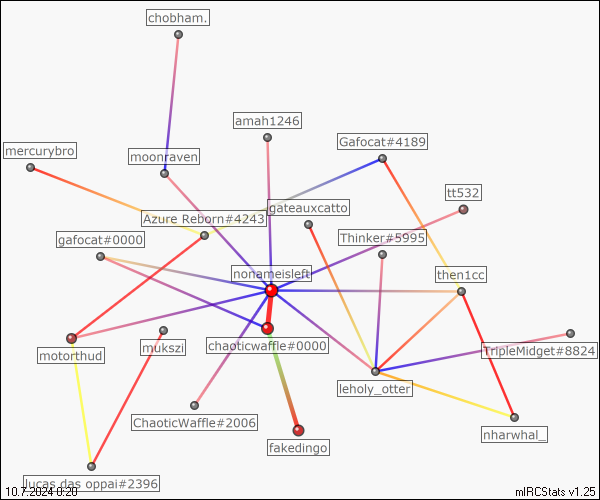 chobham.
amah1246
Gafocat#4189
mercurybro
moonraven
tt532
gateauxcatto
Azure Reborn#4243
gafocat#0000
Thinker#5995
nonameisleft
then1cc
chaoticwaffle#0000
mukszi
motorthud
TripleMidget#8824
leholy_otter
ChaoticWaffle#2006
nharwhal_
fakedingo
lucas das oppai#2396
10.7.2024 0:20
mIRCStats v1.25